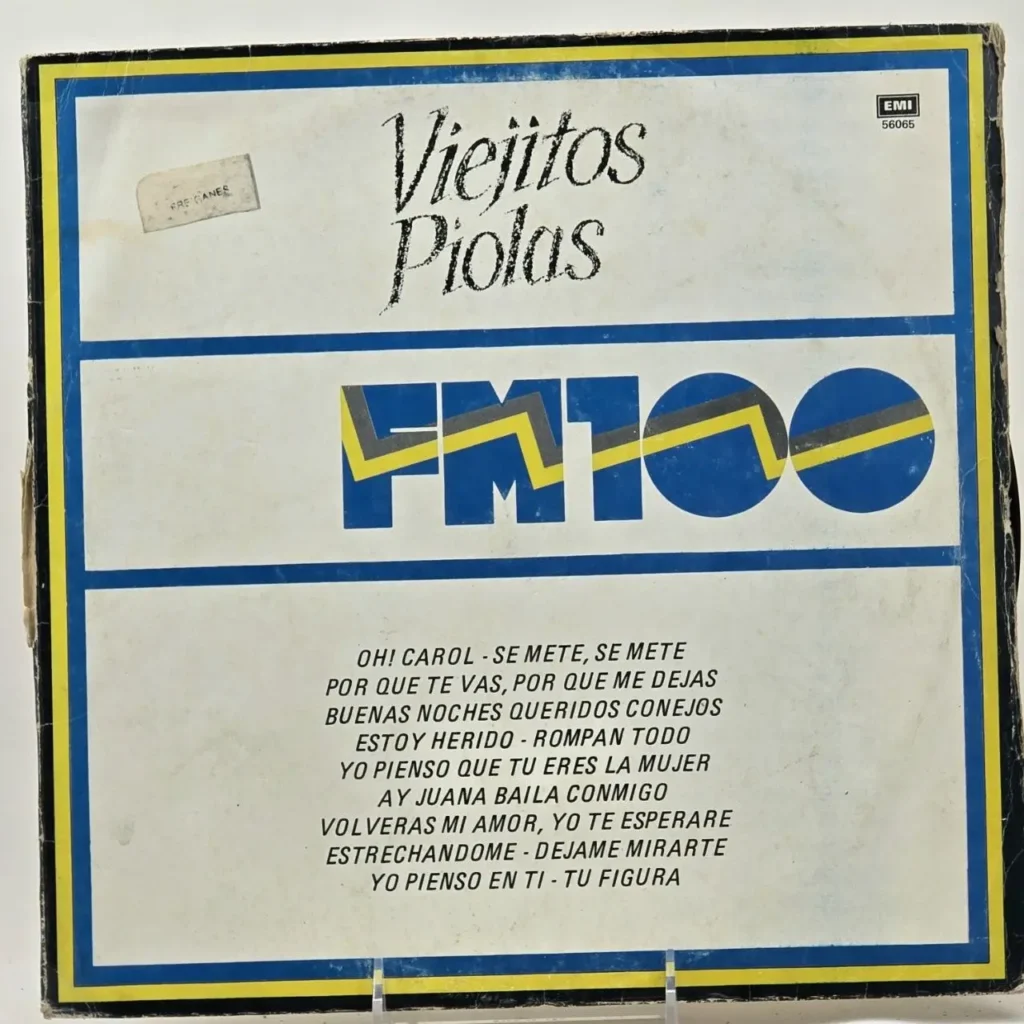 Viejitos
Piolas
EMI
56065
FM100
OH! CAROL - SE METE, SE METE
POR QUE TE VAS, POR QUE ME DEJAS
BUENAS NOCHES QUERIDOS CONEJOS
ESTOY HERIDO - ROMPAN TODO
YO PIENSO QUE TU ERES LA MUJER
AY JUANA BAILA CONMIGO
VOLVERAS MI AMOR, YO TE ESPERARE
ESTRECHANDOME - DEJAME MIRARTE
YO PIENSO EN TI - TU FIGURA